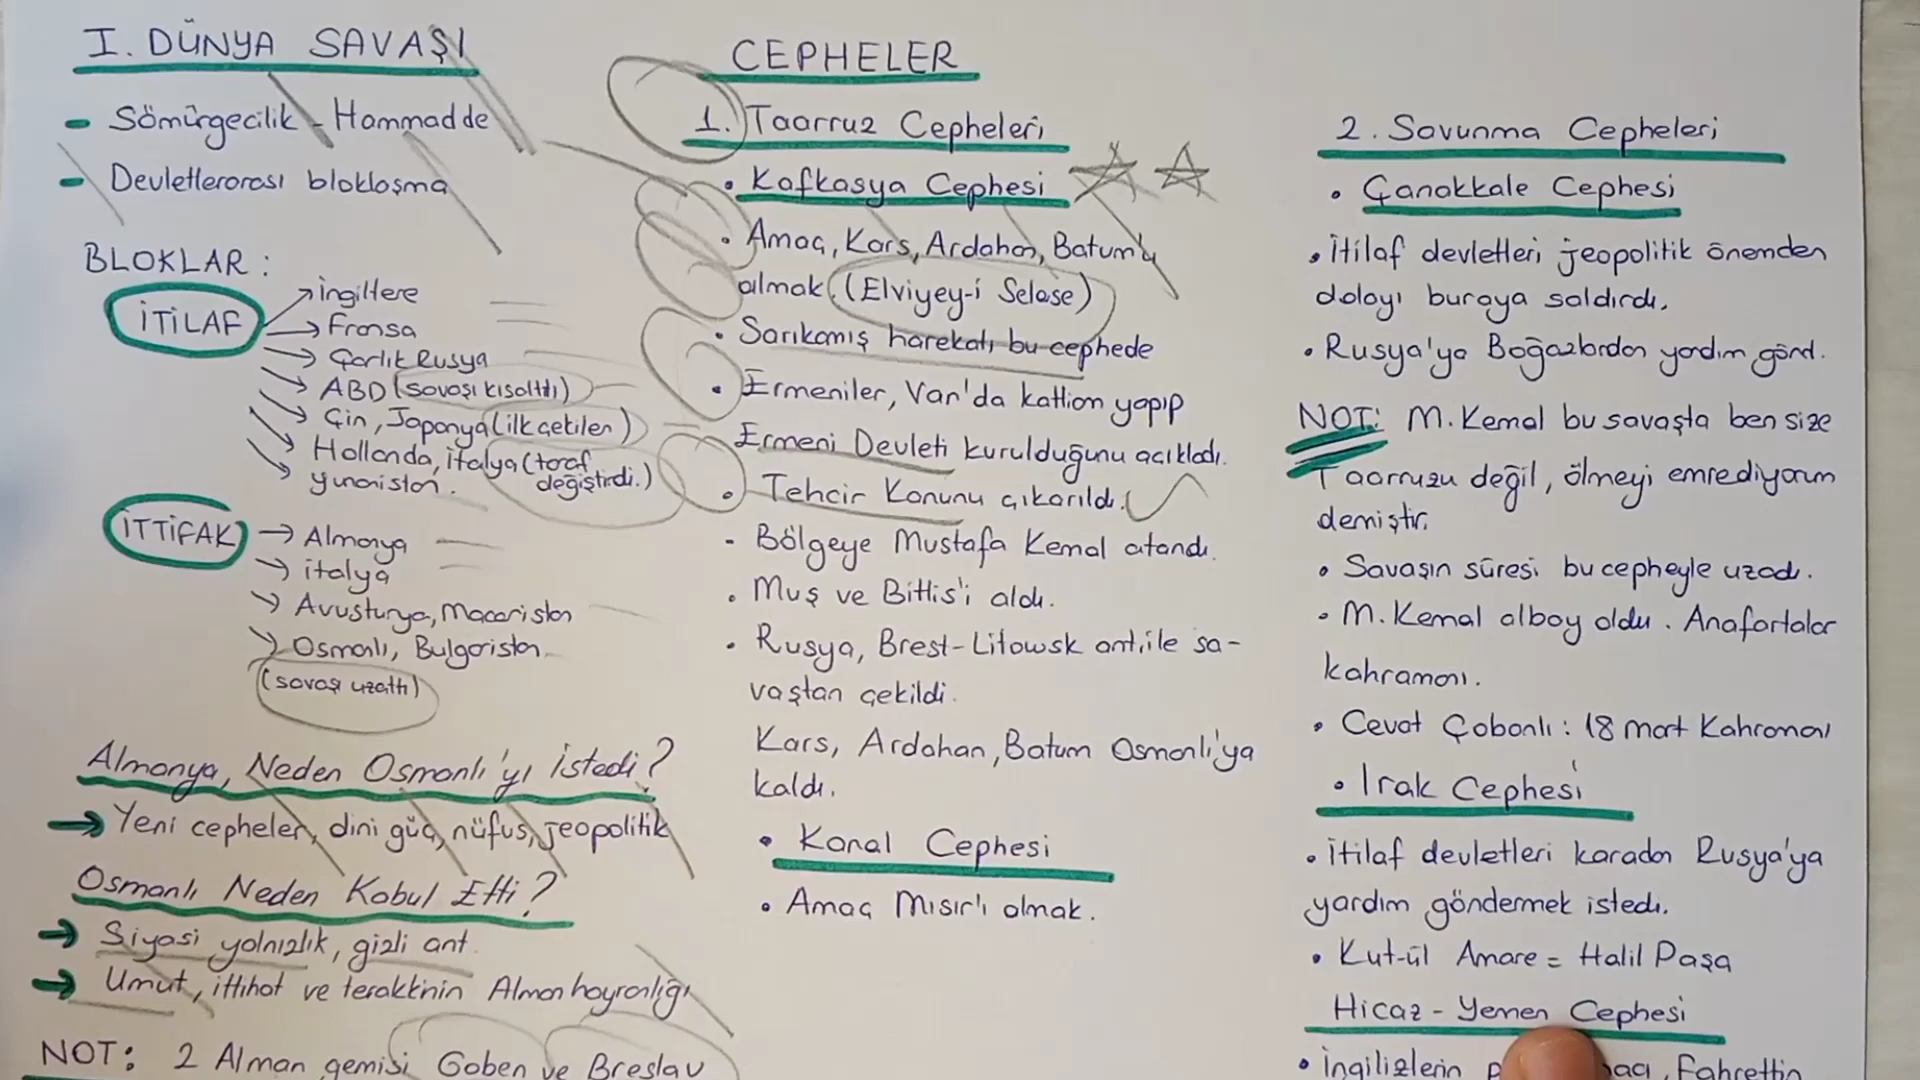 I. DÜNYA SAVAŞI
- Sömürgecilik - Hammadde
- Devletlerarası bloklaşma
BLOKLAR :
İTİLAF
→ İngiltere
→ Fransa
→ Çarlık Rusya
→ ABD (savaşı kısalttı)
→ Çin, Japonya (ilk çekilen)
→ Hollanda, İtalya (taraf değiştirdi.)
→ Yunanistan.
İTTİFAK
→ Almanya
→ italya
→ Avusturya, Macaristan
→ Osmanlı, Bulgaristan
(savaşı uzattı)
Almanya, Neden Osmanlı'yı İstedi?
→ Yeni cepheler, dini güç, nüfus, jeopolitik
Osmanlı Neden Kabul Etti?
→ Siyasi yalnızlık, gizli ant.
→ Umut, ittihat ve terakkinin Alman hayranlığı
NOT: 2 Alman gemisi Goben ve Breslav
CEPHELER
1. Taarruz Cepheleri
• Kafkasya Cephesi
• Amaç, Kars, Ardahan, Batum'u
almak (Elviyey-i Selase)
• Sarıkamış harekatı bu cephede
• Ermeniler, Van'da katliam yapıp
Ermeni Devleti kurulduğunu açıkladı.
• Tehcir Kanunu çıkarıldı.
- Bölgeye Mustafa Kemal atandı.
• Muş ve Bitlis'i aldı.
• Rusya, Brest-Litowsk ant. ile sa-
vaştan çekildi.
Kars, Ardahan, Batum Osmanlı'ya
kaldı.
• Kanal Cephesi
• Amaç Mısır'ı almak.
2. Savunma Cepheleri
• Çanakkale Cephesi
• İtilaf devletleri jeopolitik önemden
dolayı buraya saldırdı.
• Rusya'ya Boğazlardan yardım gönd.
NOT: M. Kemal bu savaşta ben size
Taarruzu değil, ölmeyi emrediyorum
demiştir.
• Savaşın süresi bu cepheyle uzadı.
• M. Kemal albay oldu. Anafartalar
kahramanı.
• Cevat Çobanlı : 18 mart Kahramanı
• Irak Cephesi
• İtilaf devletleri karadan Rusya'ya
yardım göndermek istedi.
• Kut-ül Amare = Halil Paşa
Hicaz - Yemen Cephesi
• İngilizlerin Fahrettin